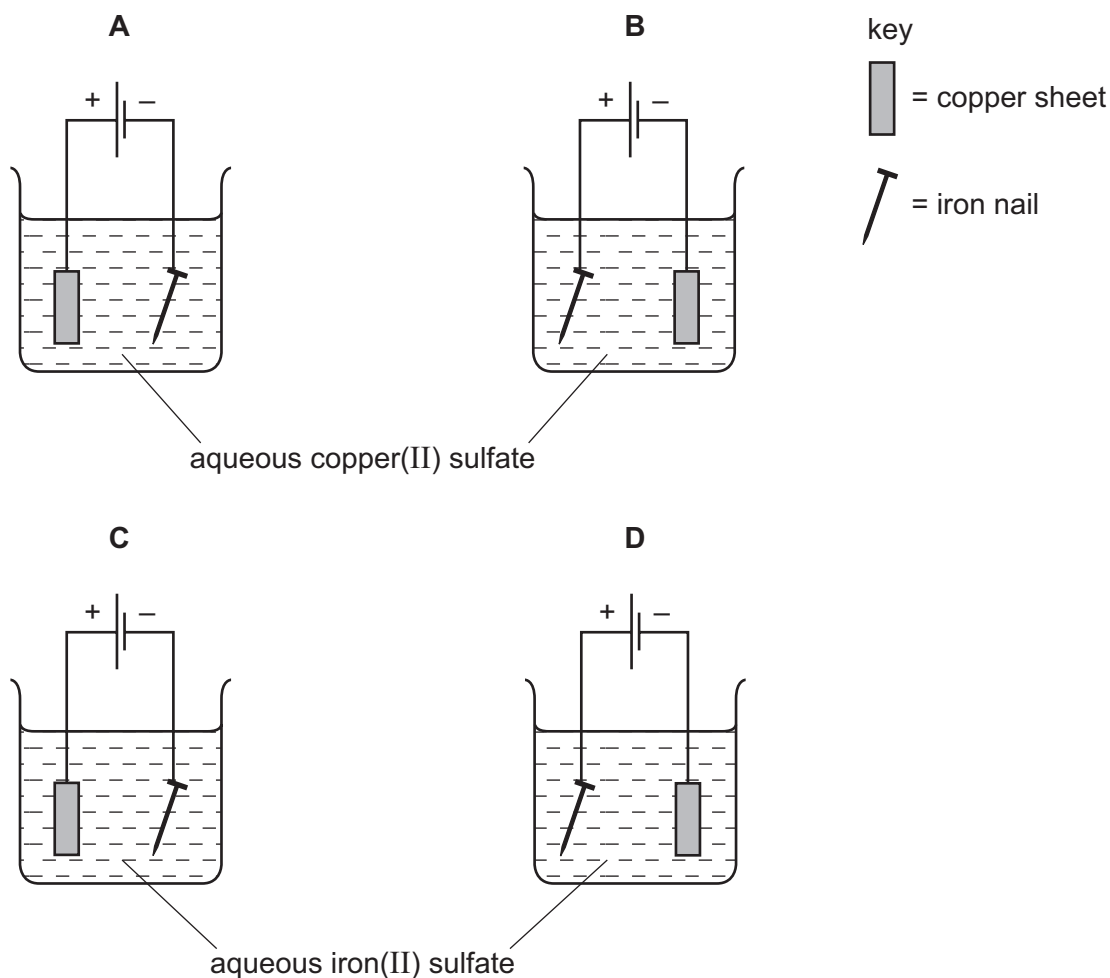 A
B
key
+ –
+ –
= copper sheet
= iron nail
aqueous copper(II) sulfate
C
D
+ –
+ –
aqueous iron(II) sulfate